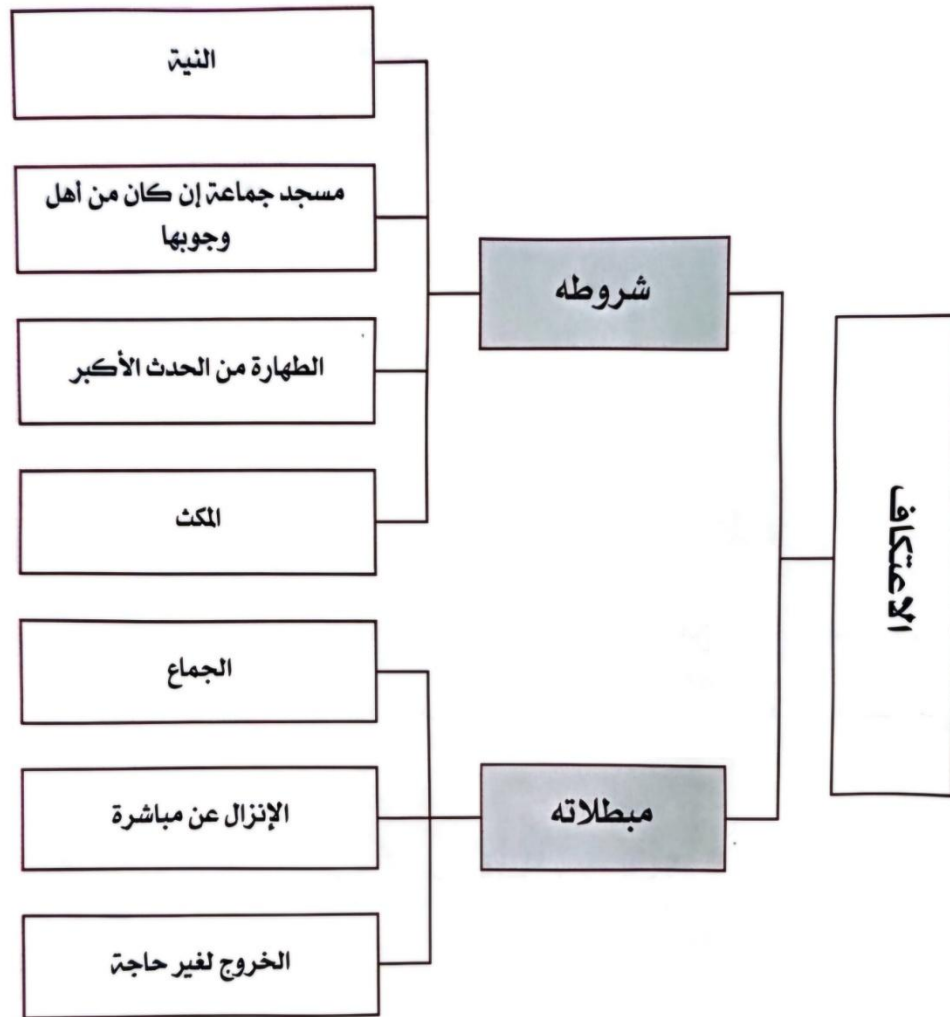 الاعتكاف
شروطه
النية
مسجد جماعة إن كان من أهل
وجوبها
الطهارة من الحدث الأكبر
المكث
مبطلاته
الجماع
الإنزال عن مباشرة
الخروج لغير حاجة